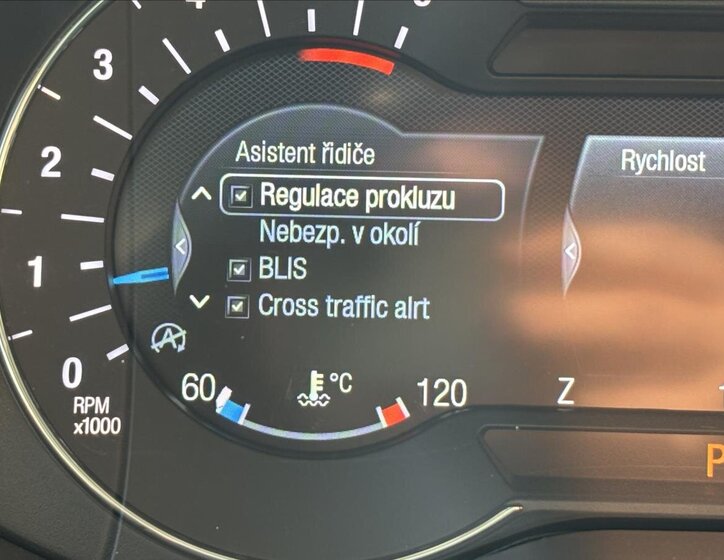 3
2
1
0
RPM
x1000
Asistent řidiče
Regulace prokluzu
Nebezp. v okolí
BLIS
Cross traffic alrt
A
60
°C
120
Rychlost
Z
P